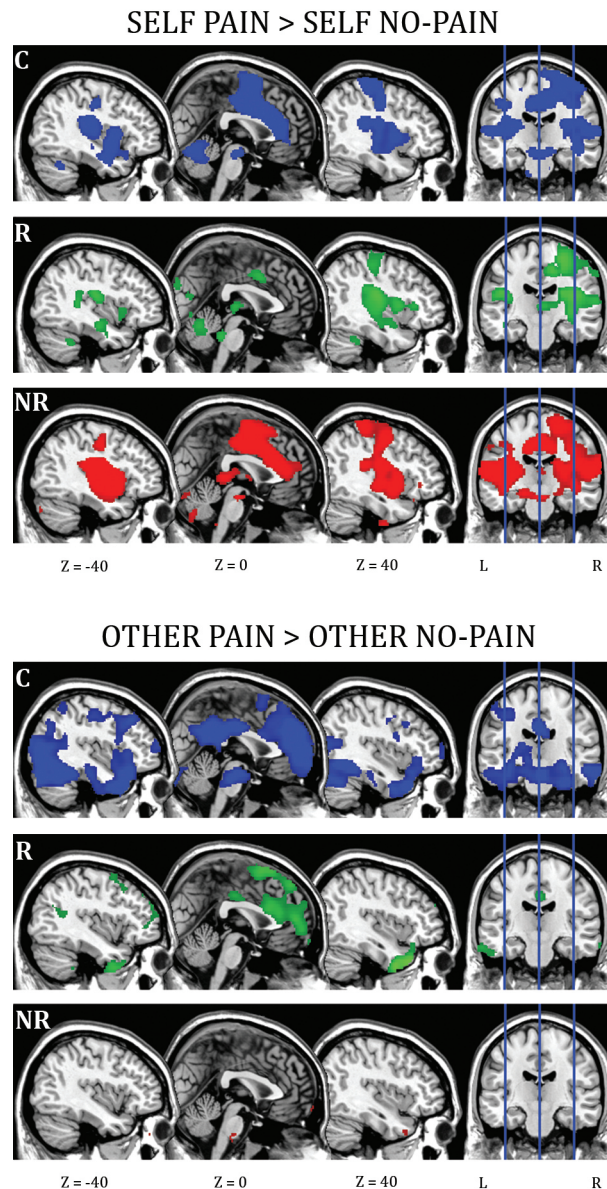 SELF PAIN > SELF NO-PAIN
C
R
NR
Z = -40 Z = 0 Z = 40 L R
OTHER PAIN > OTHER NO-PAIN
C
R
NR
Z = -40 Z = 0 Z = 40 L R